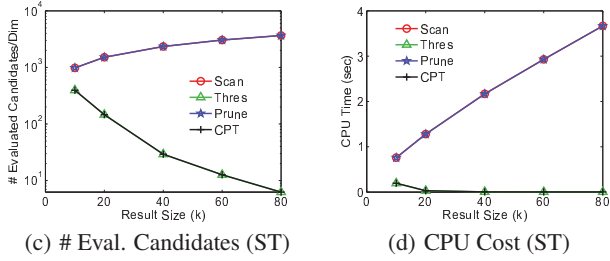 # Evaluated Candidates/Dim
10^4
10^3
10^2
10^1
Scan
Thres
Prune
CPT
20 40 60 80
Result Size (k)
(c) # Eval. Candidates (ST)
CPU Time (sec)
4
3
2
1
0
Scan
Thres
Prune
CPT
0 20 40 60 80
Result Size (k)
(d) CPU Cost (ST)